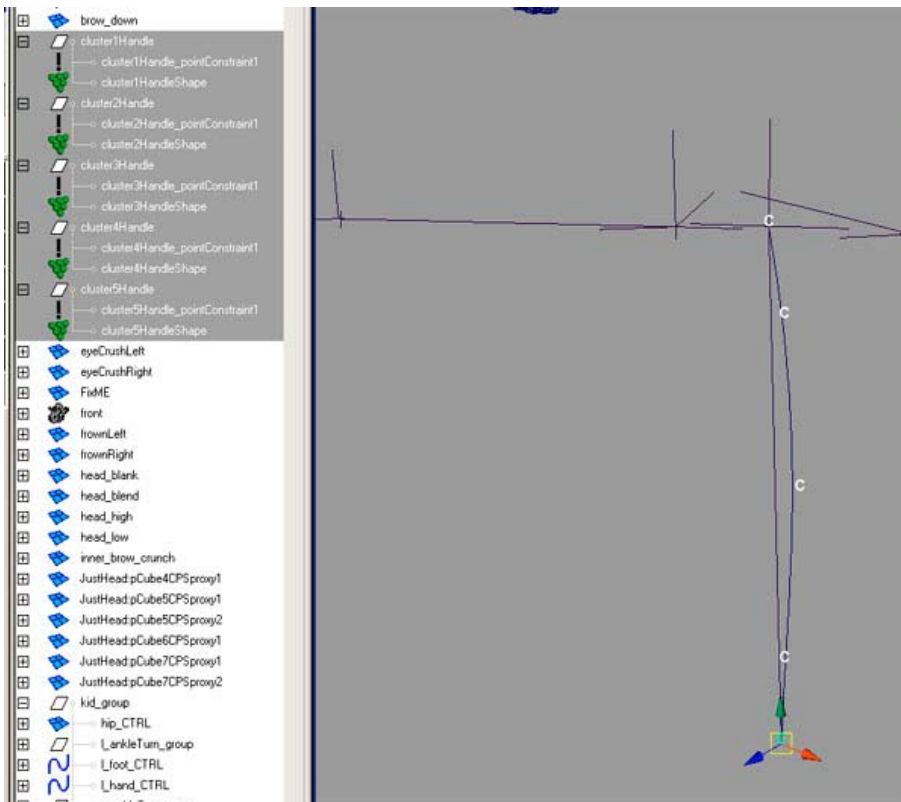 brow_down
cluster1Handle
cluster1Handle_pointConstraint1
cluster1HandleShape
cluster2Handle
cluster2Handle_pointConstraint1
cluster2HandleShape
cluster3Handle
cluster3Handle_pointConstraint1
cluster3HandleShape
cluster4Handle
cluster4Handle_pointConstraint1
cluster4HandleShape
cluster5Handle
cluster5Handle_pointConstraint1
cluster5HandleShape
eyeCrushLeft
eyeCrushRight
FixME
front
frownLeft
frownRight
head_blank
head_blend
head_high
head_low
inner_brow_crunch
JustHead:pCube4CPSproxy1
JustHead:pCube5CPSproxy1
JustHead:pCube5CPSproxy2
JustHead:pCube6CPSproxy1
JustHead:pCube7CPSproxy1
JustHead:pCube7CPSproxy2
kid_group
hip_CTRL
l_ankleTurn_group
l_foot_CTRL
l_hand_CTRL
C
C
C
C